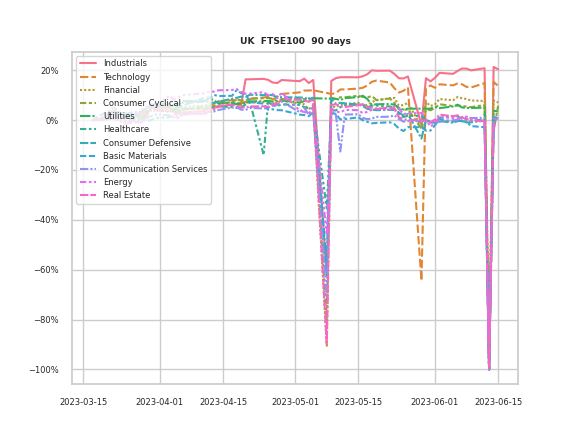 UK  FTSE100  90 days
20%
0%
−20%
−40%
−60%
−80%
−100%
Industrials
Technology
Financial
Consumer Cyclical
Utilities
Healthcare
Consumer Defensive
Basic Materials
Communication Services
Energy
Real Estate
2023-03-15
2023-04-01
2023-04-15
2023-05-01
2023-05-15
2023-06-01
2023-06-15